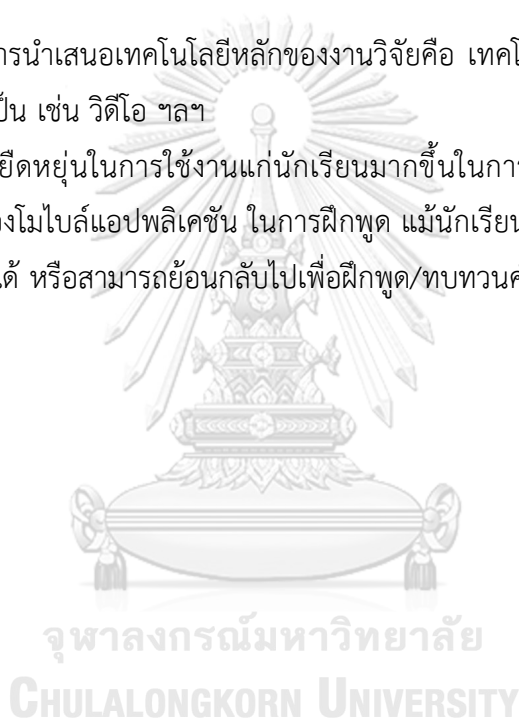 ารนำเสนอเทคโนโลยีหลักของงานวิจัยคือ เทคโ
ป็น เช่น วิดีโอ ฯลฯ
ยืดหยุ่นในการใช้งานแก่นักเรียนมากขึ้นในการ
องโมไบล์แอปพลิเคชัน ในการฝึกพูด แม้นักเรียน
ได้ หรือสามารถย้อนกลับไปเพื่อฝึกพูด/ทบทวนค
จุฬาลงกรณ์มหาวิทยาลัย
CHULALONGKORN UNIVERSITY